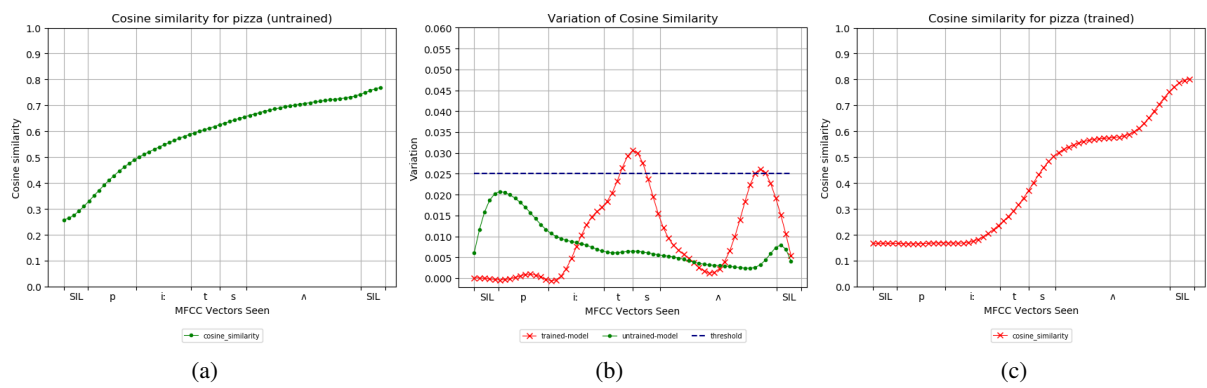 Cosine similarity for pizza (untrained)
1.0
0.9
0.8
0.7
0.6
0.5
0.4
0.3
0.2
0.1
0.0
Cosine similarity
SIL p i: t s ʌ SIL
MFCC Vectors Seen
cosine_similarity
(a)
Variation of Cosine Similarity
0.060
0.055
0.050
0.045
0.040
0.035
0.030
0.025
0.020
0.015
0.010
0.005
0.000
Variation
SIL p i: t s ʌ SIL
MFCC Vectors Seen
trained-model untrained-model threshold
(b)
Cosine similarity for pizza (trained)
1.0
0.9
0.8
0.7
0.6
0.5
0.4
0.3
0.2
0.1
0.0
Cosine similarity
SIL p i: t s ʌ SIL
MFCC Vectors Seen
cosine_similarity
(c)